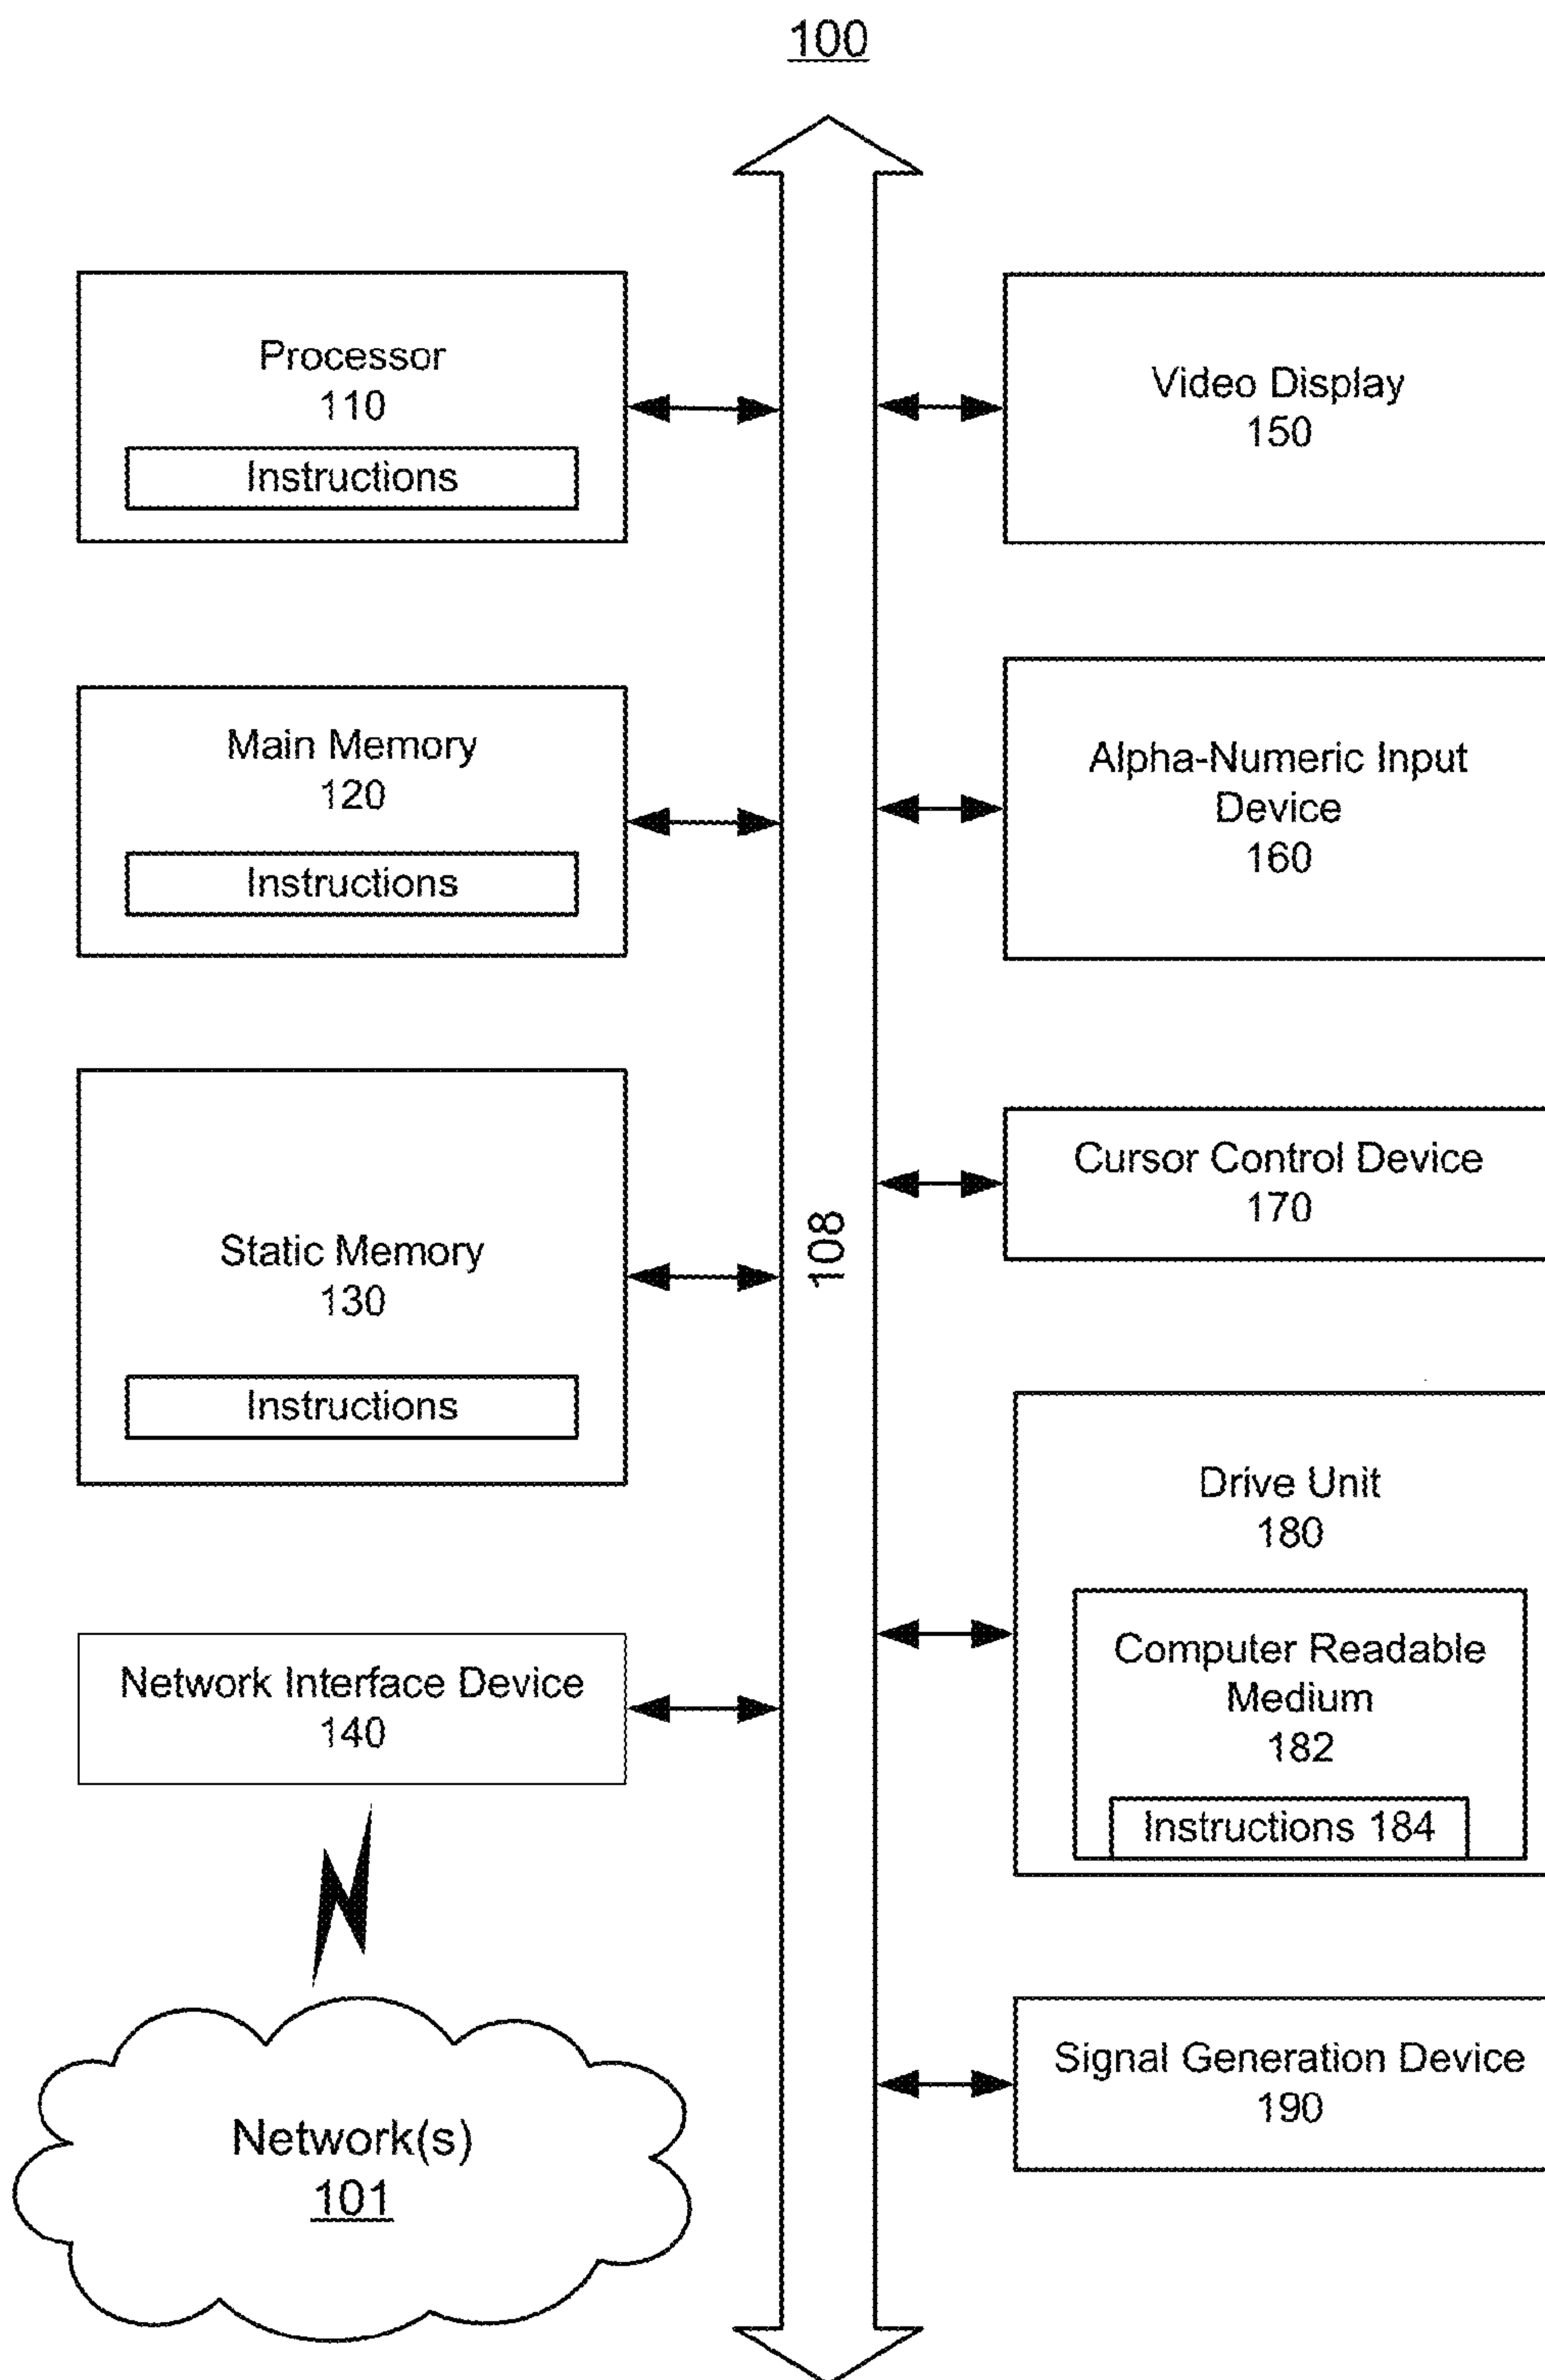 100
Processor
110
Instructions
Main Memory
120
Instructions
Static Memory
130
Instructions
Network Interface Device
140
Network(s)
101
108
Video Display
150
Alpha-Numeric Input
Device
160
Cursor Control Device
170
Drive Unit
180
Computer Readable
Medium
182
Instructions 184
Signal Generation Device
190